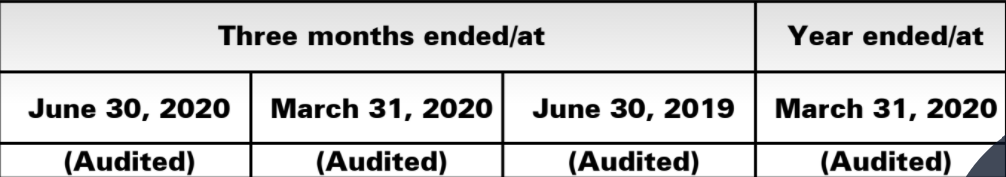 Three months ended/at Year ended/at
June 30, 2020 March 31, 2020 June 30, 2019 March 31, 2020
(Audited) (Audited) (Audited) (Audited)